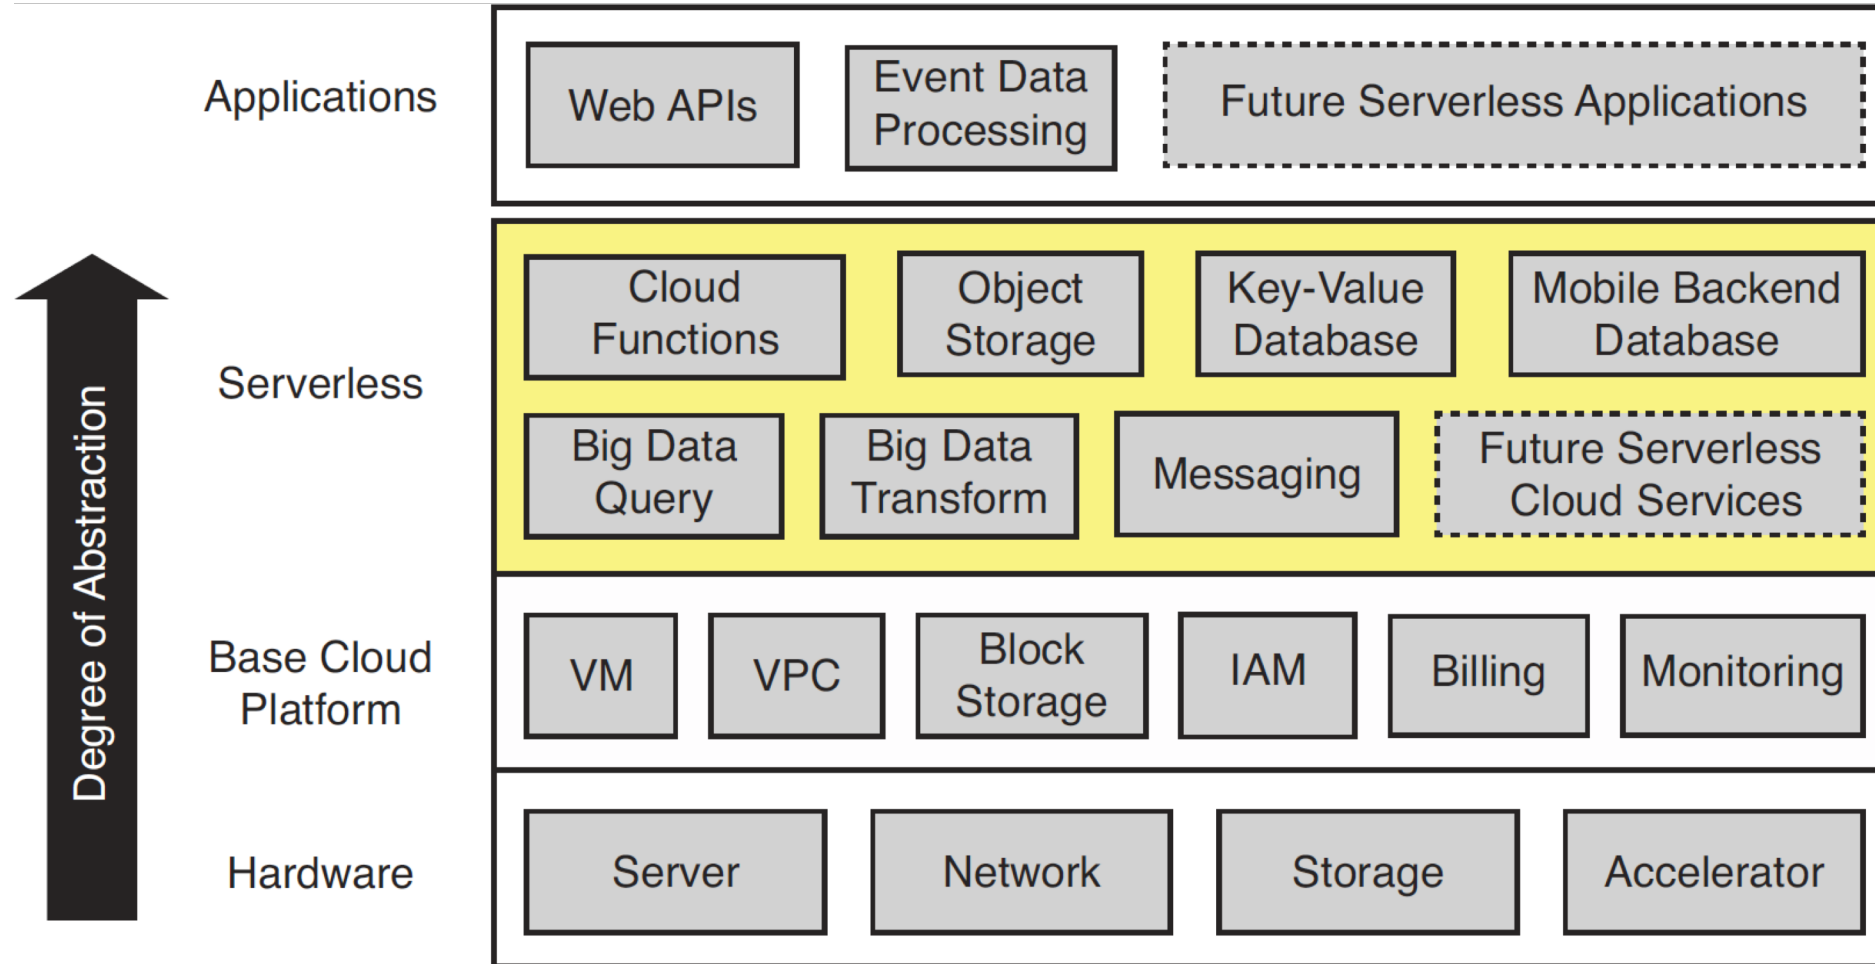 Applications
Web APIs
Event Data
Processing
Future Serverless Applications
Degree of Abstraction
Serverless
Cloud
Functions
Object
Storage
Key-Value
Database
Mobile Backend
Database
Big Data
Query
Big Data
Transform
Messaging
Future Serverless
Cloud Services
Base Cloud
Platform
VM
VPC
Block
Storage
IAM
Billing
Monitoring
Hardware
Server
Network
Storage
Accelerator